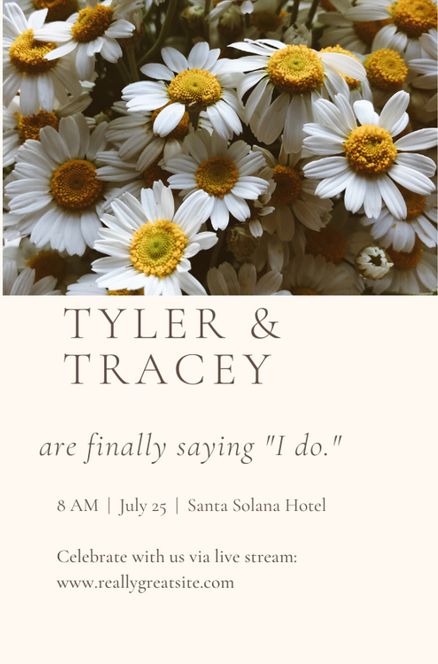 TYLER &
TRACEY
are finally saying "I do."
8 AM | July 25 | Santa Solana Hotel
Celebrate with us via live stream:
www.reallygreatsite.com